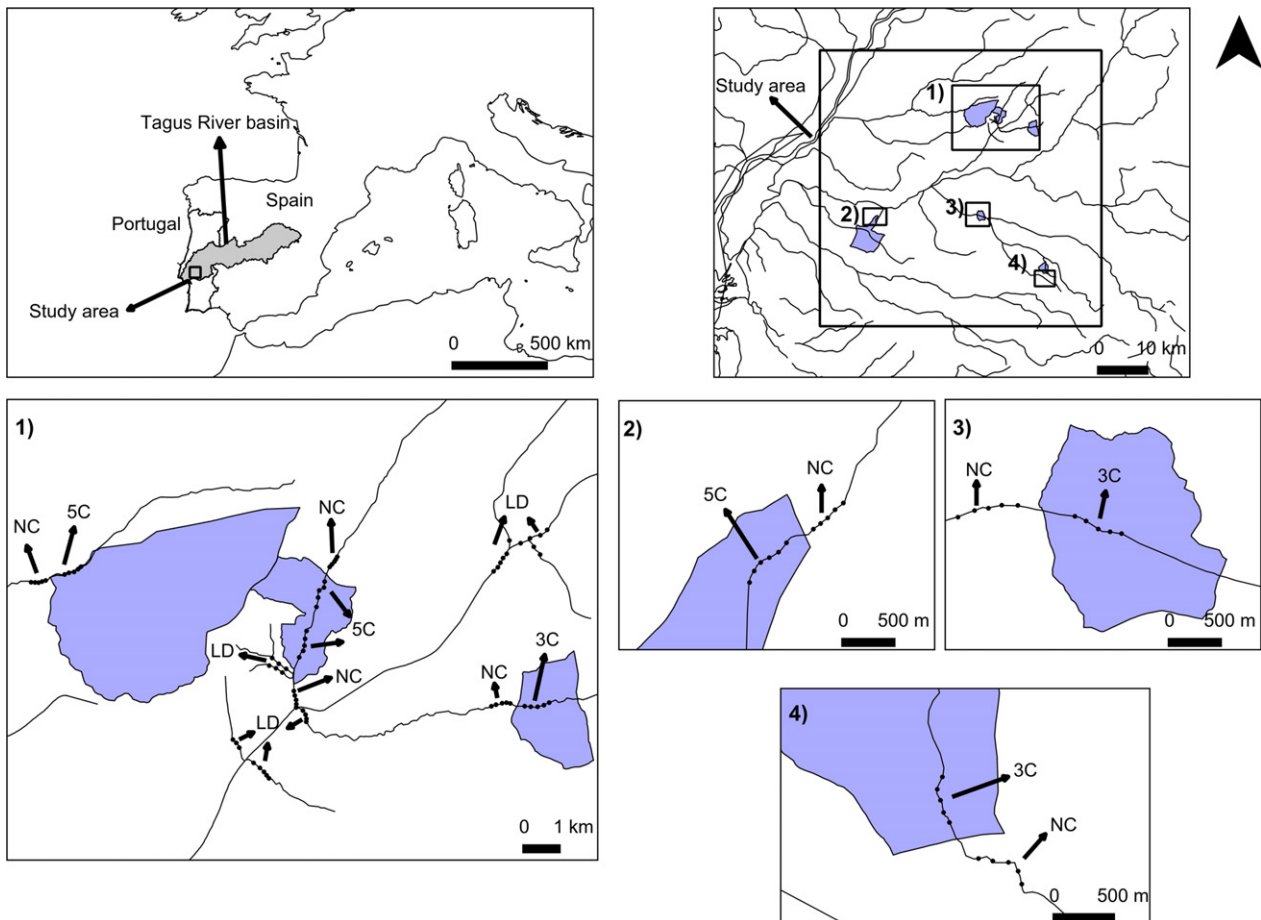 Tagus River basin
Spain
Portugal
Study area
0 500 km
Study area
1)
2)
3)
4)
0 10 km
1)
NC
5C
NC
LD
5C
LD
NC
3C
NC
LD
0 1 km
2)
NC
5C
0 500 m
3)
NC
3C
0 500 m
4)
3C
NC
0 500 m